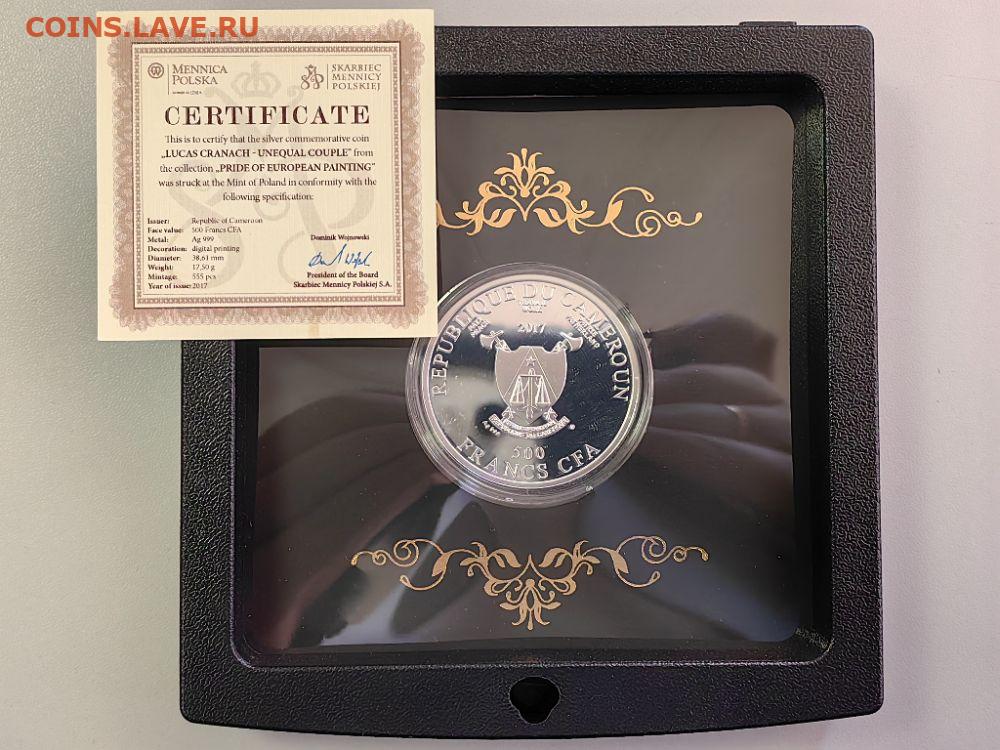 COINS.LAVE.RU
MENNICA
POLSKA
SKARBIEC
MENNICY
POLSKIEJ
CERTIFICATE
This is to certify that the silver commemorative coin
„LUCAS CRANACH - UNEQUAL COUPLE” from
the collection „PRIDE OF EUROPEAN PAINTING”
was struck at the Mint of Poland in conformity with the
following specification:
Issuer: Republic of Cameroon
Face value: 500 Francs CFA
Metal: Ag 999
Decoration: digital printing
Diameter: 38,61 mm
Weight: 17,50 g
Mintage: 555 pcs
Year of issue: 2017
Dominik Wojnowski
President of the Board
Skarbiec Mennicy Polskiej S.A.
REPUBLIQUE DU CAMEROUN
2017
Ag 999
500
FRANCS CFA